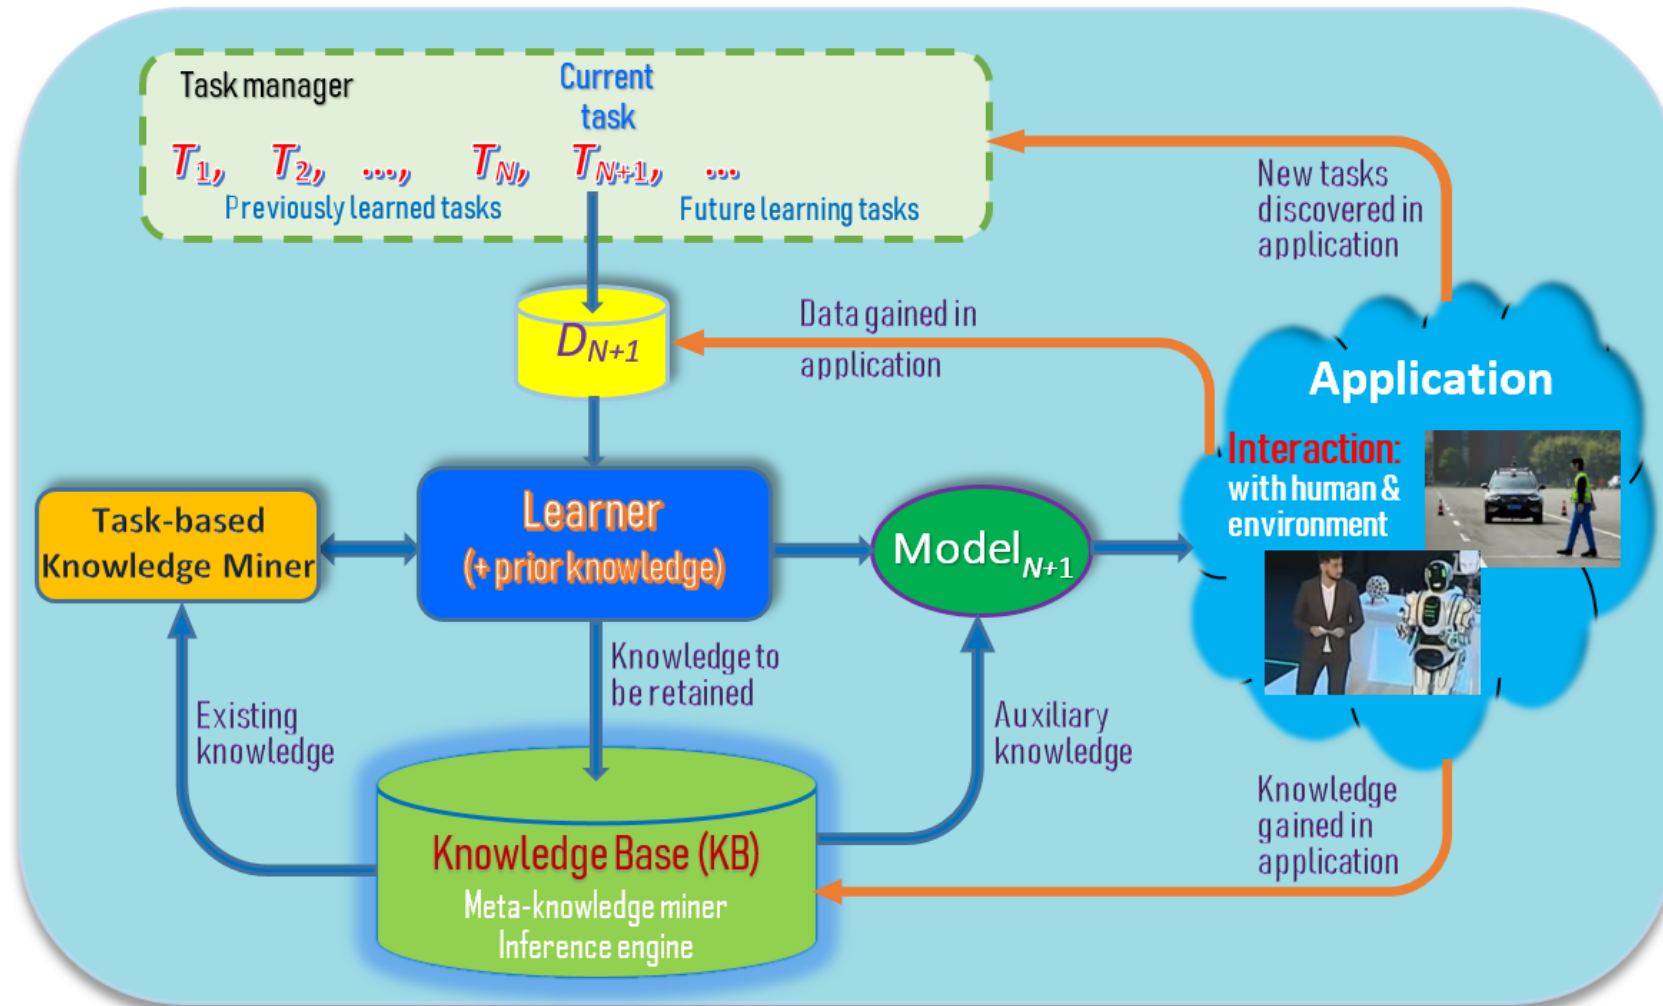 Task manager
Current
task
T1, T2, ..., TN, TN+1, ...
Previously learned tasks
Future learning tasks
New tasks
discovered in
application
DN+1
Data gained in
application
Application
Interaction:
with human &
environment
Task-based
Knowledge Miner
Learner
(+ prior knowledge)
ModelN+1
Knowledge to
be retained
Existing
knowledge
Auxiliary
knowledge
Knowledge
gained in
application
Knowledge Base (KB)
Meta-knowledge miner
Inference engine